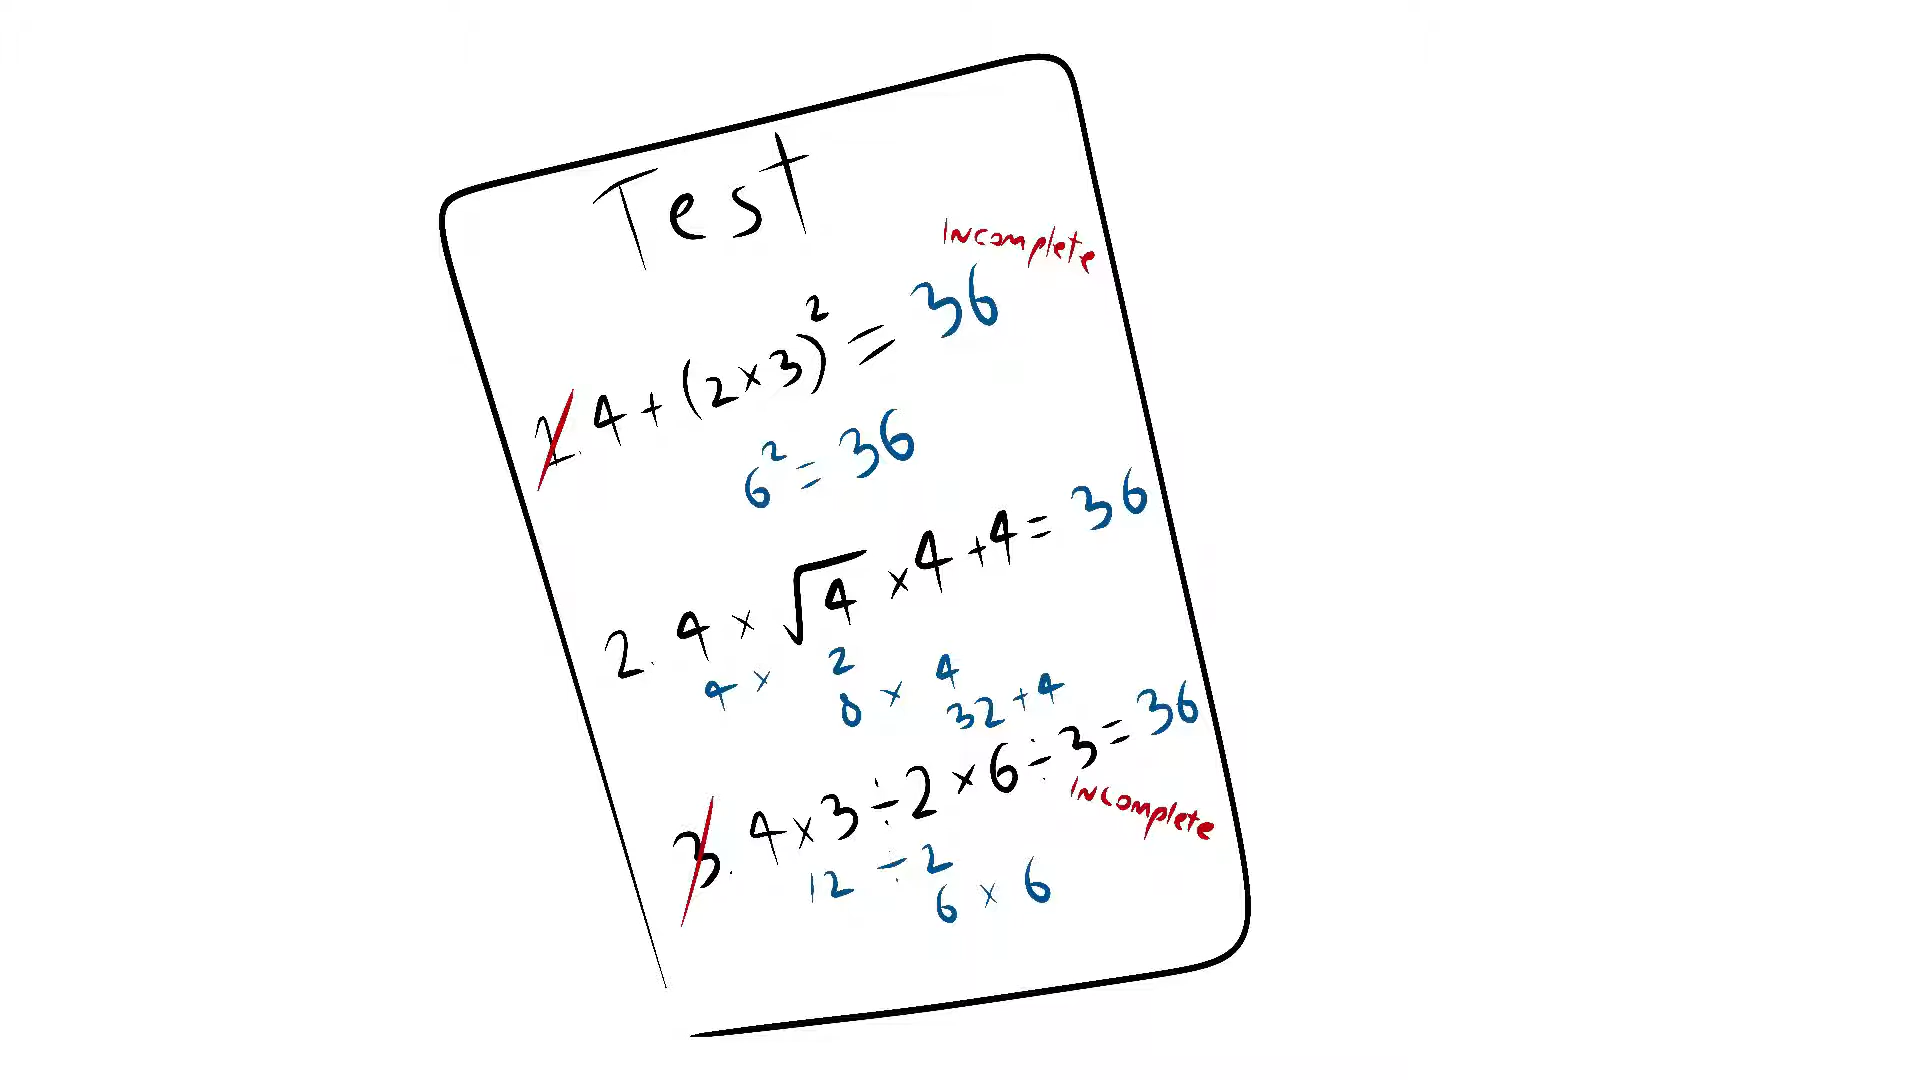 Test
Incomplete
1. 4 + (2 × 3)² = 36
6² = 36
2. 4 × √4 × 4 + 4 = 36
4 × 2
8 × 4
32 + 4
3. 4 × 3 ÷ 2 × 6 ÷ 3 = 36
Incomplete
12 ÷ 2
6 × 6